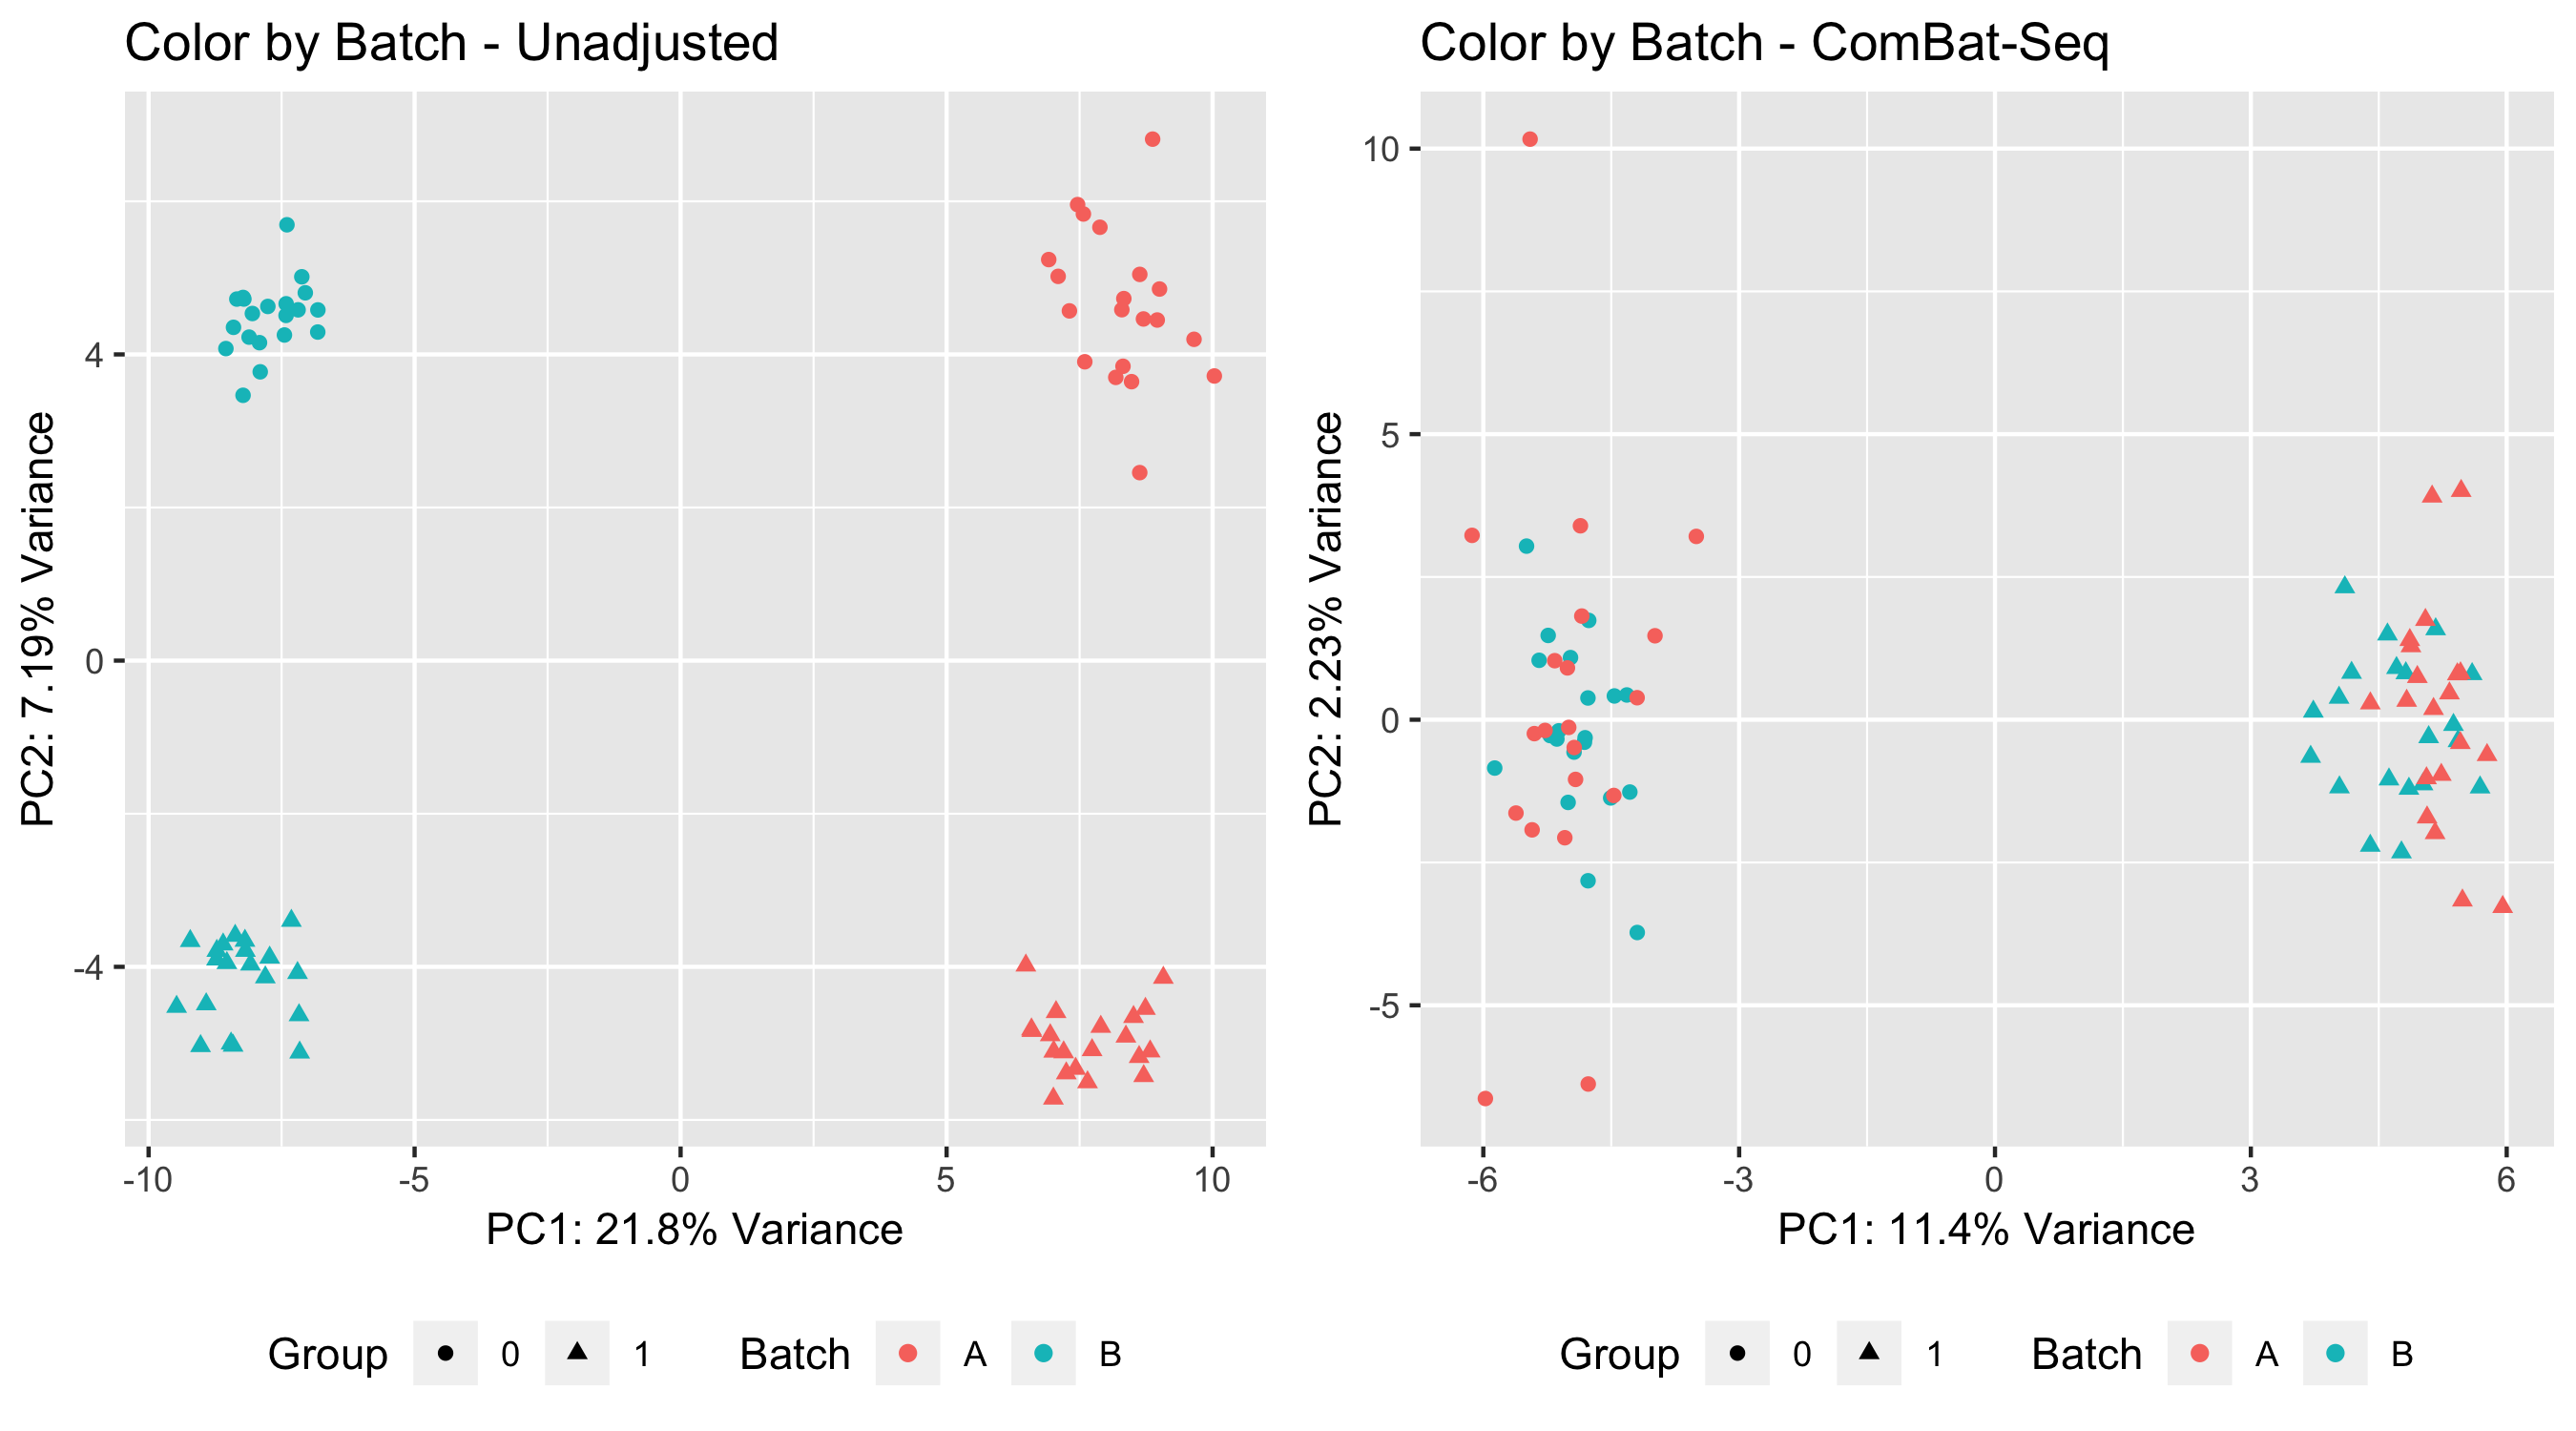 Color by Batch - Unadjusted
PC2: 7.19% Variance
4
0
-4
-10 -5 0 5 10
PC1: 21.8% Variance
Group 0 1 Batch A B
Color by Batch - ComBat-Seq
PC2: 2.23% Variance
10
5
0
-5
-6 -3 0 3 6
PC1: 11.4% Variance
Group 0 1 Batch A B